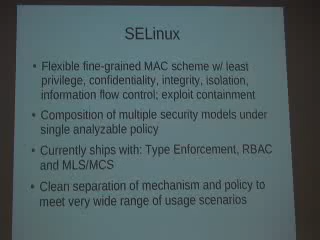 SELinux
• Flexible fine-grained MAC scheme w/ least
privilege, confidentiality, integrity, isolation,
information flow control; exploit containment
• Composition of multiple security models under
single analyzable policy
• Currently ships with: Type Enforcement, RBAC
and MLS/MCS
• Clean separation of mechanism and policy to
meet very wide range of usage scenarios